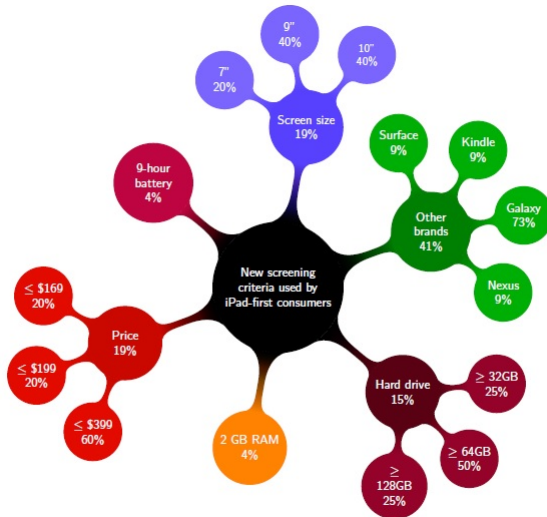 9"
40%
10"
40%
7"
20%
Screen size
19%
Surface
9%
Kindle
9%
Galaxy
73%
Nexus
9%
Other
brands
41%
9-hour
battery
4%
New screening
criteria used by
iPad-first consumers
≤ $169
20%
≤ $199
20%
≤ $399
60%
Price
19%
2 GB RAM
4%
Hard drive
15%
≥ 32GB
25%
≥ 64GB
50%
≥
128GB
25%